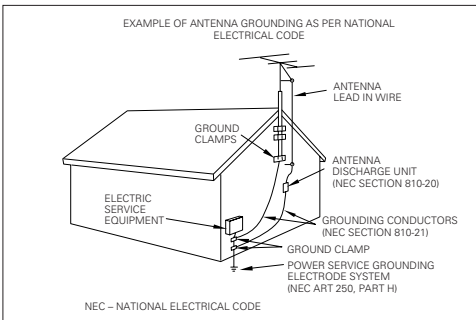 EXAMPLE OF ANTENNA GROUNDING AS PER NATIONAL
ELECTRICAL CODE
ANTENNA
LEAD IN WIRE
GROUND
CLAMPS
ANTENNA
DISCHARGE UNIT
(NEC SECTION 810-20)
ELECTRIC
SERVICE
EQUIPMENT
GROUNDING CONDUCTORS
(NEC SECTION 810-21)
GROUND CLAMP
POWER SERVICE GROUNDING
ELECTRODE SYSTEM
(NEC ART 250, PART H)
NEC – NATIONAL ELECTRICAL CODE